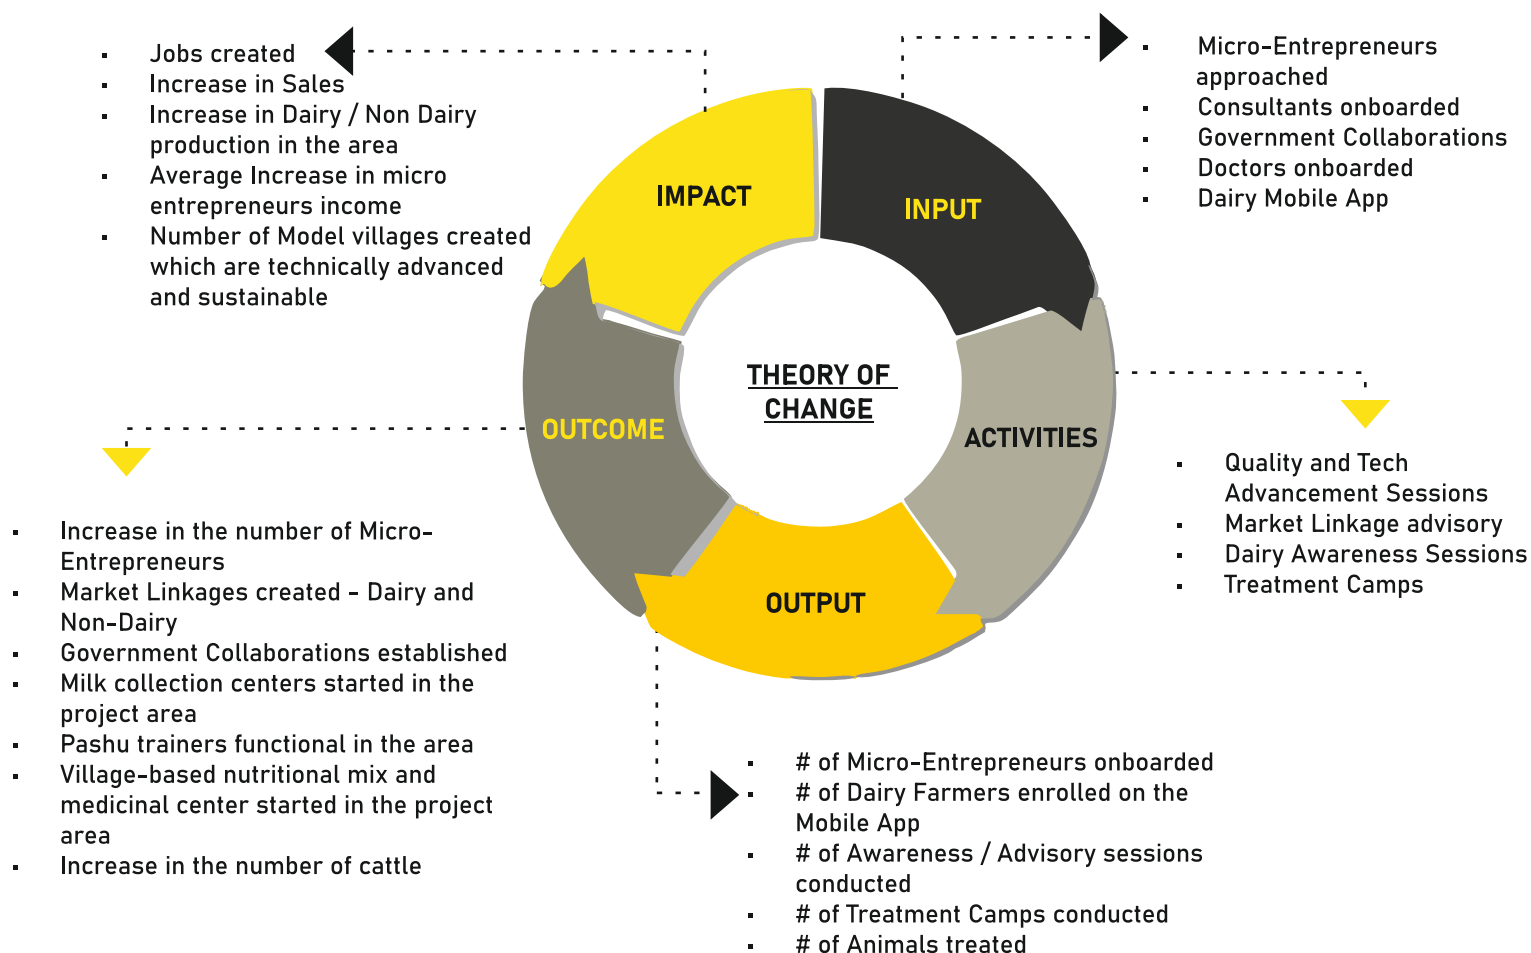 THEORY OF
CHANGE
INPUT
▪ Micro-Entrepreneurs
approached
▪ Consultants onboarded
▪ Government Collaborations
▪ Doctors onboarded
▪ Dairy Mobile App
ACTIVITIES
▪ Quality and Tech
Advancement Sessions
▪ Market Linkage advisory
▪ Dairy Awareness Sessions
▪ Treatment Camps
OUTPUT
▪ # of Micro-Entrepreneurs onboarded
▪ # of Dairy Farmers enrolled on the
Mobile App
▪ # of Awareness / Advisory sessions
conducted
▪ # of Treatment Camps conducted
▪ # of Animals treated
OUTCOME
▪ Increase in the number of Micro-
Entrepreneurs
▪ Market Linkages created - Dairy and
Non-Dairy
▪ Government Collaborations established
▪ Milk collection centers started in the
project area
▪ Pashu trainers functional in the area
▪ Village-based nutritional mix and
medicinal center started in the project
area
▪ Increase in the number of cattle
IMPACT
▪ Jobs created
▪ Increase in Sales
▪ Increase in Dairy / Non Dairy
production in the area
▪ Average Increase in micro
entrepreneurs income
▪ Number of Model villages created
which are technically advanced
and sustainable